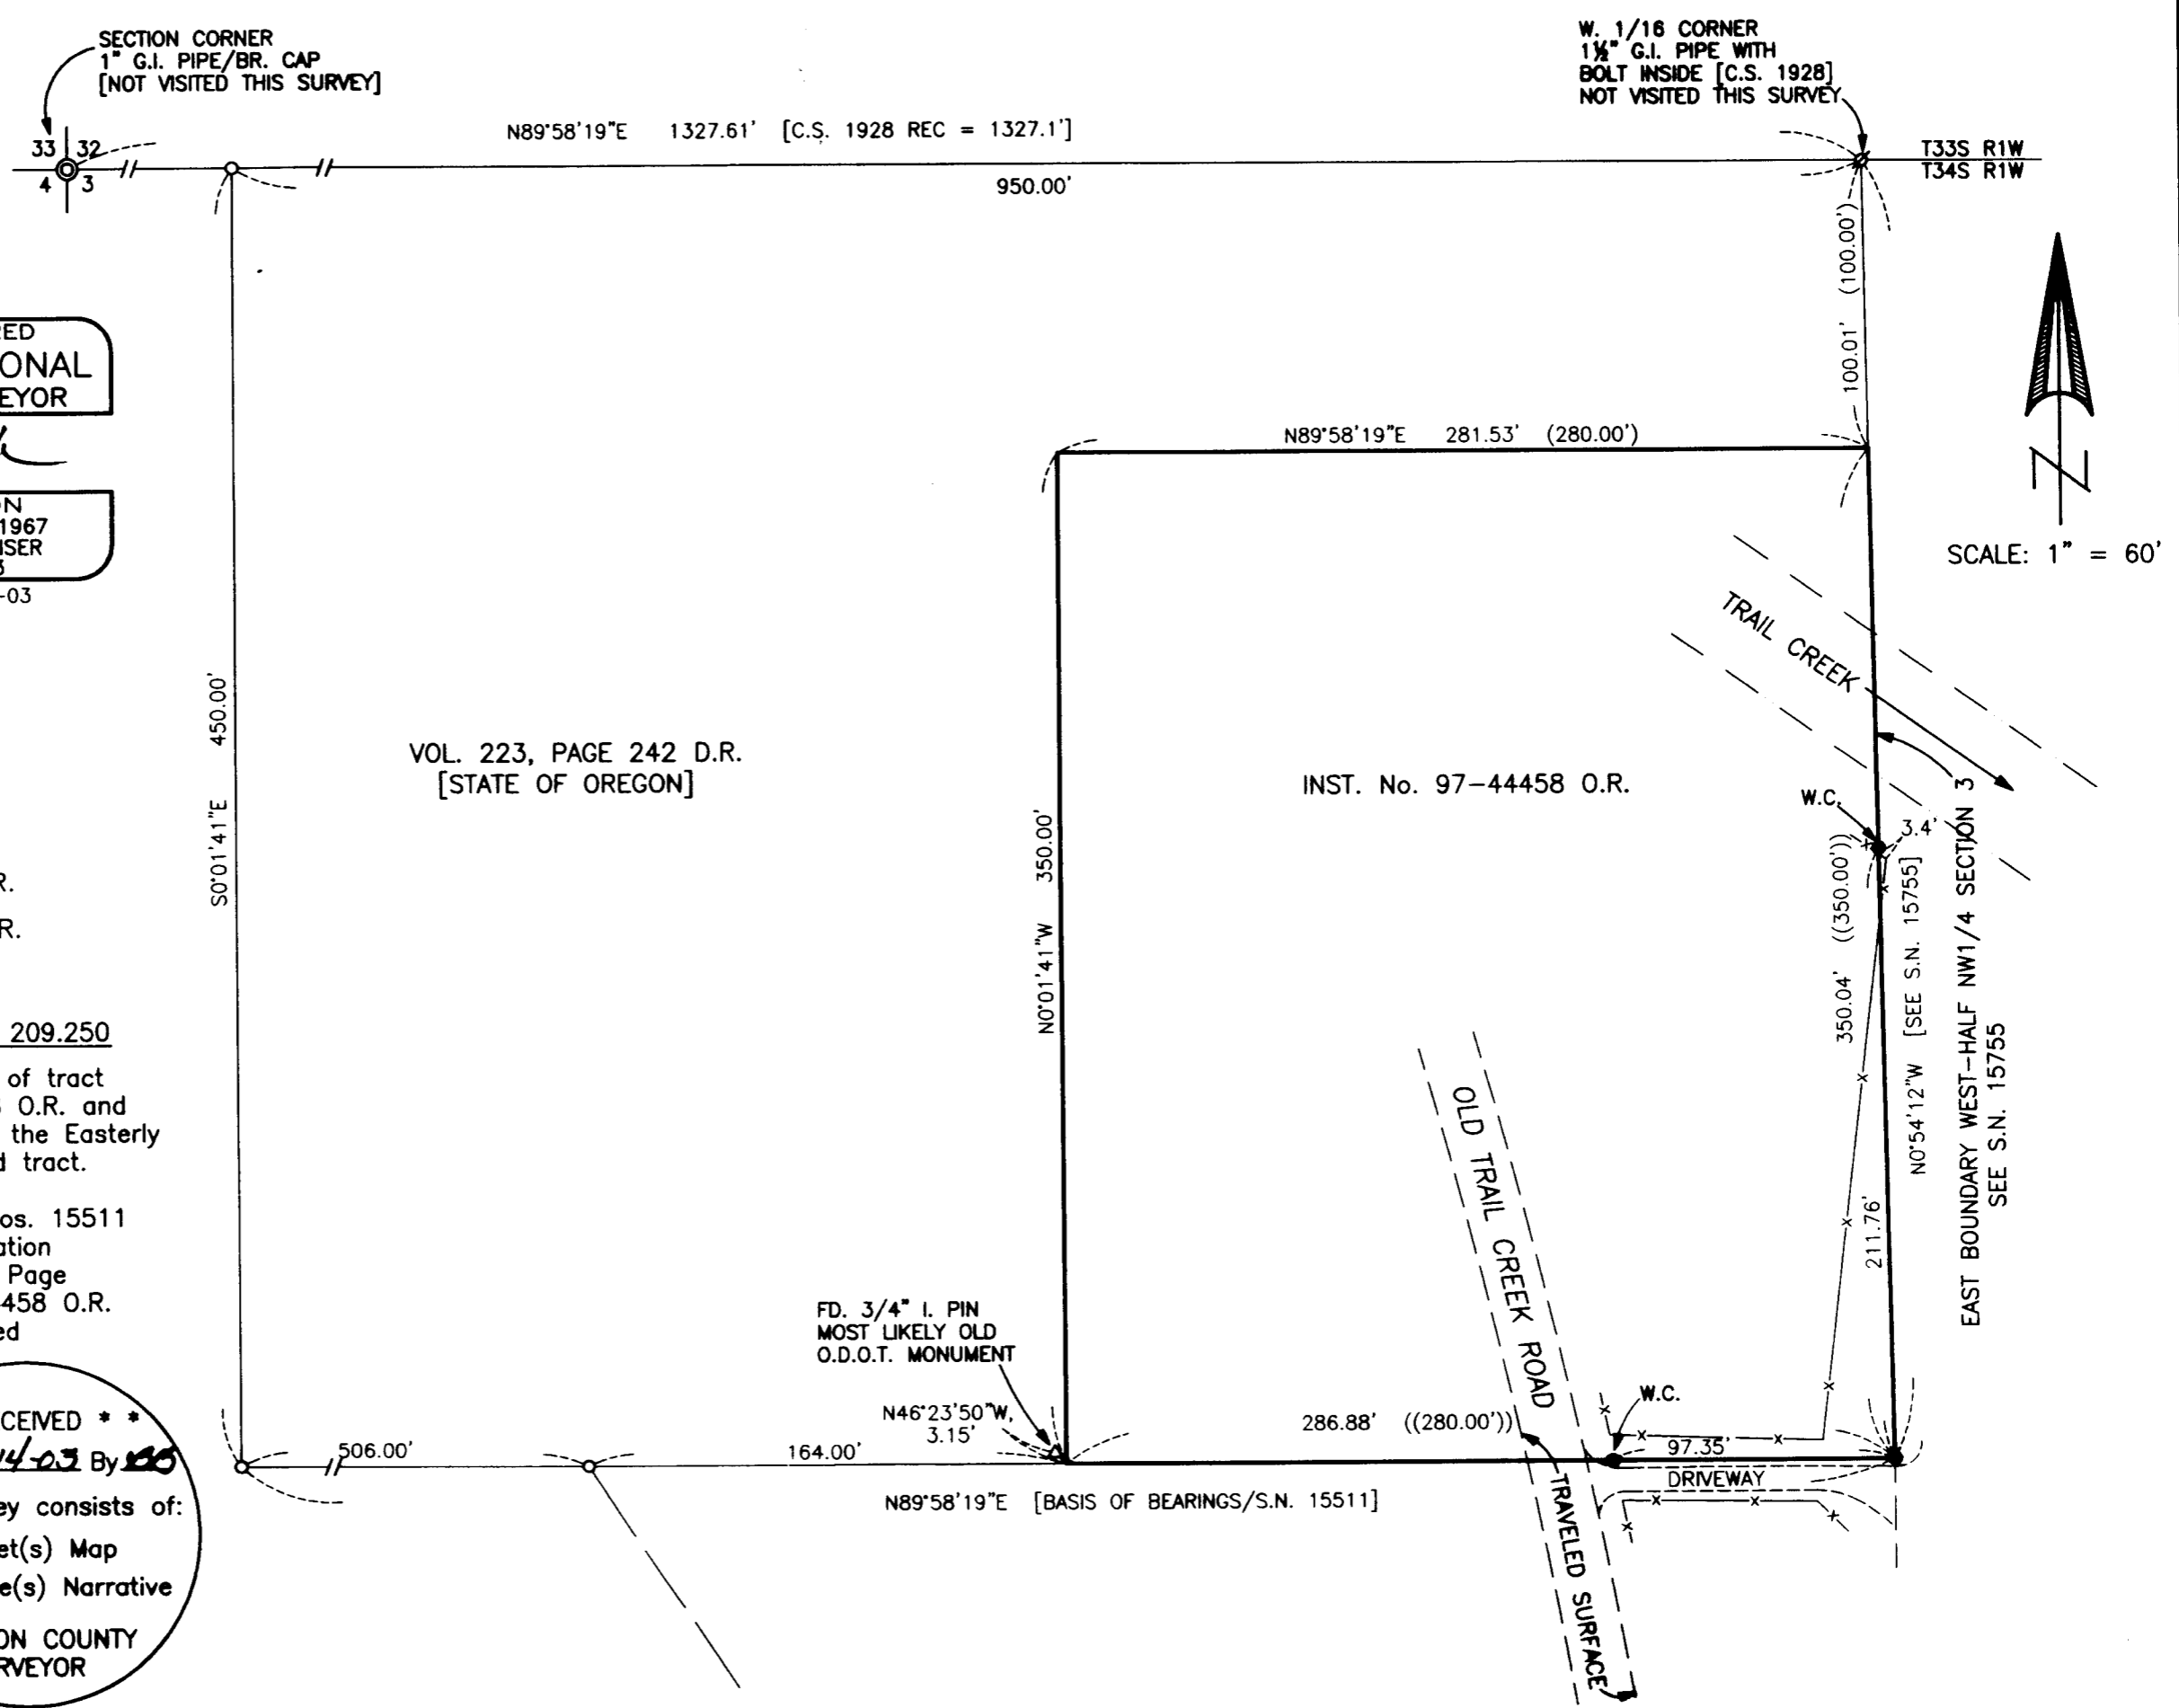 SECTION CORNER
1" G.I. PIPE/BR. CAP
[NOT VISITED THIS SURVEY]
33 32
4 3
N89°58'19"E 1327.61' [C.S. 1928 REC = 1327.1']
950.00'
W. 1/16 CORNER
1½" G.I. PIPE WITH
BOLT INSIDE [C.S. 1928]
NOT VISITED THIS SURVEY
T33S R1W
T34S R1W
100.01' (100.00')
N
SCALE: 1" = 60'
RED
ONAL
EYOR
ON
1967
ISER
-03
N89°58'19"E 281.53' (280.00')
TRAIL CREEK
S0°01'41"E 450.00'
VOL. 223, PAGE 242 D.R.
[STATE OF OREGON]
N0°01'41"W 350.00'
INST. No. 97-44458 O.R.
W.C.
3.4'
350.04' ((350.00'))
N0°54'12"W [SEE S.N. 15755]
EAST BOUNDARY WEST-HALF NW1/4 SECTION 3
SEE S.N. 15755
211.76'
R.
R.
209.250
of tract
O.R. and
the Easterly
d tract.
os. 15511
ation
Page
4458 O.R.
ed
OLD TRAIL CREEK ROAD
FD. 3/4" I. PIN
MOST LIKELY OLD
O.D.O.T. MONUMENT
N46°23'50"W,
3.15'
506.00'
164.00'
286.88' ((280.00'))
W.C.
97.35'
DRIVEWAY
N89°58'19"E [BASIS OF BEARINGS/S.N. 15511]
TRAVELED SURFACE
CEIVED * *
14-03 By
ey consists of:
et(s) Map
e(s) Narrative
ON COUNTY
RVEYOR